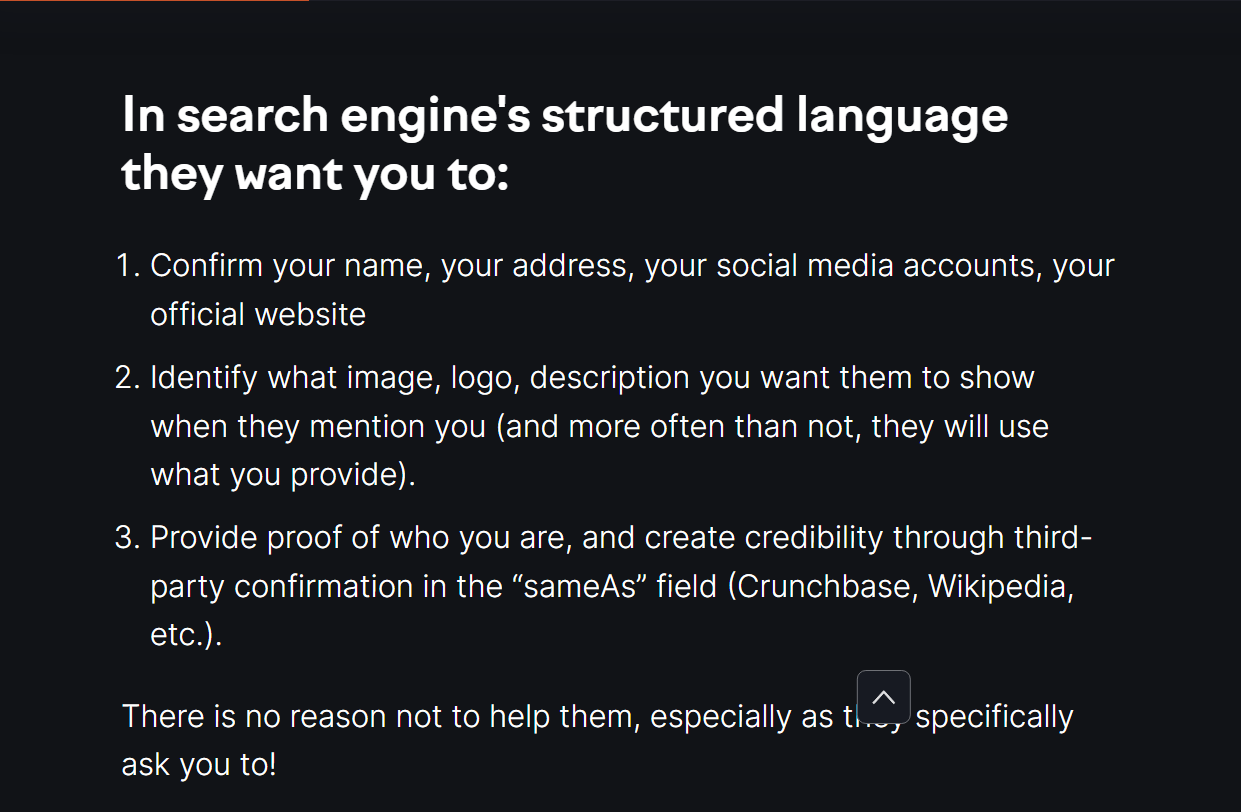 In search engine's structured language
they want you to:
1. Confirm your name, your address, your social media accounts, your
official website
2. Identify what image, logo, description you want them to show
when they mention you (and more often than not, they will use
what you provide).
3. Provide proof of who you are, and create credibility through third-
party confirmation in the “sameAs” field (Crunchbase, Wikipedia,
etc.).
There is no reason not to help them, especially as they specifically
ask you to!